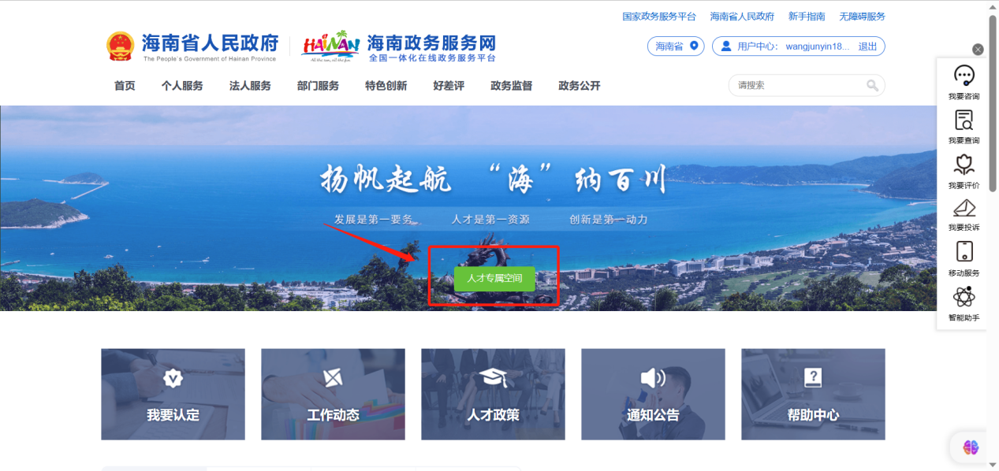 国家政务服务平台 海南省人民政府 新手指南 无障碍服务
海南省人民政府
The People's Government of Hainan Province
HAINAN
海南政务服务网
全国一体化在线政务服务平台
海南省 用户中心： wangjunyin18... 退出
首页 个人服务 法人服务 部门服务 特色创新 好差评 政务监督 政务公开 请搜索
扬帆起航 “海”纳百川
发展是第一要务 人才是第一资源 创新是第一动力
人才专属空间
我要咨询
我要查询
我要评价
我要投诉
移动服务
智能助手
我要认定 工作动态 人才政策 通知公告 帮助中心